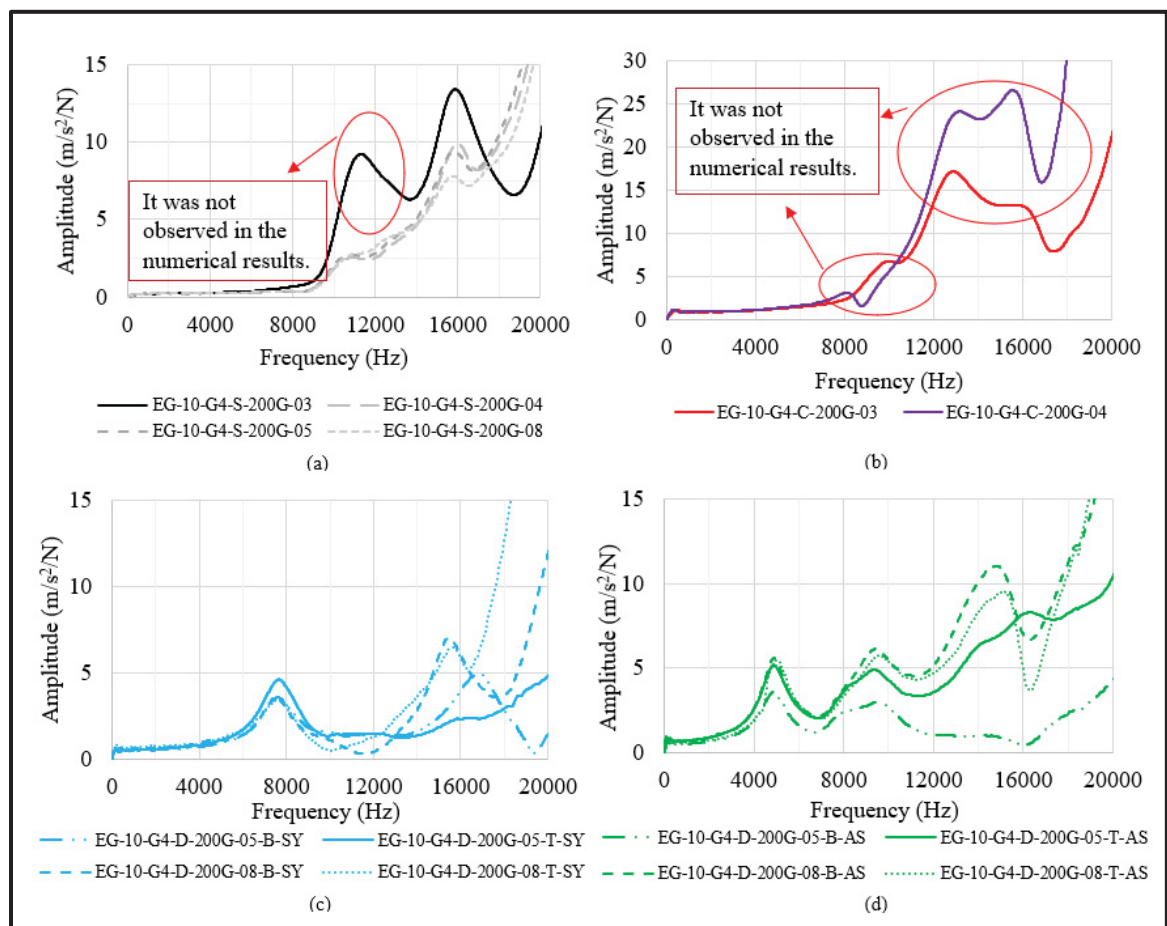 15
10
5
0
Amplitude (m/s²/N)
It was not
observed in the
numerical results.
0 4000 8000 12000 16000 20000
Frequency (Hz)
EG-10-G4-S-200G-03 EG-10-G4-S-200G-04
EG-10-G4-S-200G-05 EG-10-G4-S-200G-08
(a)
30
25
20
15
10
5
0
Amplitude (m/s²/N)
It was not
observed in the
numerical results.
0 4000 8000 12000 16000 20000
Frequency (Hz)
EG-10-G4-C-200G-03 EG-10-G4-C-200G-04
(b)
15
10
5
0
Amplitude (m/s²/N)
0 4000 8000 12000 16000 20000
Frequency (Hz)
EG-10-G4-D-200G-05-B-SY EG-10-G4-D-200G-05-T-SY
EG-10-G4-D-200G-08-B-SY EG-10-G4-D-200G-08-T-SY
(c)
15
10
5
0
Amplitude (m/s²/N)
0 4000 8000 12000 16000 20000
Frequency (Hz)
EG-10-G4-D-200G-05-B-AS EG-10-G4-D-200G-05-T-AS
EG-10-G4-D-200G-08-B-AS EG-10-G4-D-200G-08-T-AS
(d)